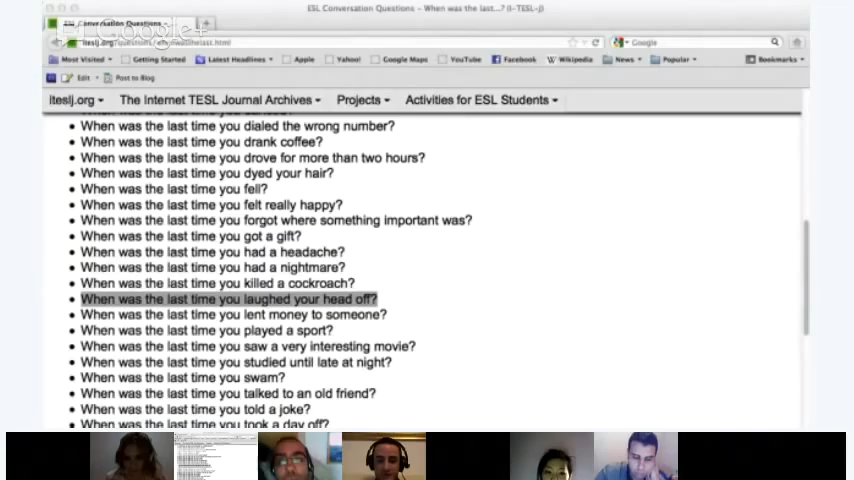 ESL Conversation Questions - When was the last...? (I-TESL-J)
ESL Conversation Questions -
Google+
iteslj.org/questions/whenwasthelast.html
Google
Most Visited
Getting Started
Latest Headlines
Apple
Yahoo!
Google Maps
YouTube
Facebook
Wikipedia
News
Popular
Bookmarks
Edit
Post to Blog
iteslj.org
The Internet TESL Journal Archives
Projects
Activities for ESL Students
• When was the last time you dialed the wrong number?
• When was the last time you drank coffee?
• When was the last time you drove for more than two hours?
• When was the last time you dyed your hair?
• When was the last time you fell?
• When was the last time you felt really happy?
• When was the last time you forgot where something important was?
• When was the last time you got a gift?
• When was the last time you had a headache?
• When was the last time you had a nightmare?
• When was the last time you killed a cockroach?
• When was the last time you laughed your head off?
• When was the last time you lent money to someone?
• When was the last time you played a sport?
• When was the last time you saw a very interesting movie?
• When was the last time you studied until late at night?
• When was the last time you swam?
• When was the last time you talked to an old friend?
• When was the last time you told a joke?
• When was the last time you took a day off?